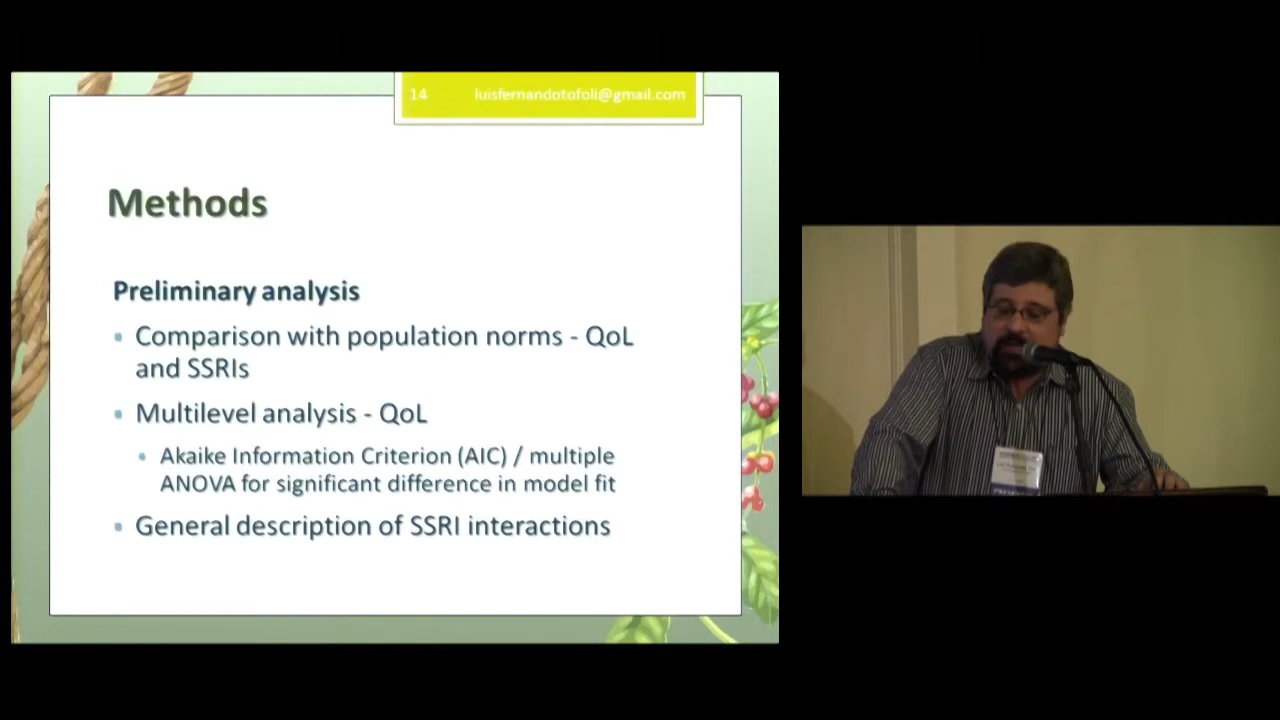 14 luisfernandotofoli@gmail.com
Methods
Preliminary analysis
Comparison with population norms - QoL
and SSRIs
Multilevel analysis - QoL
Akaike Information Criterion (AIC) / multiple
ANOVA for significant difference in model fit
General description of SSRI interactions